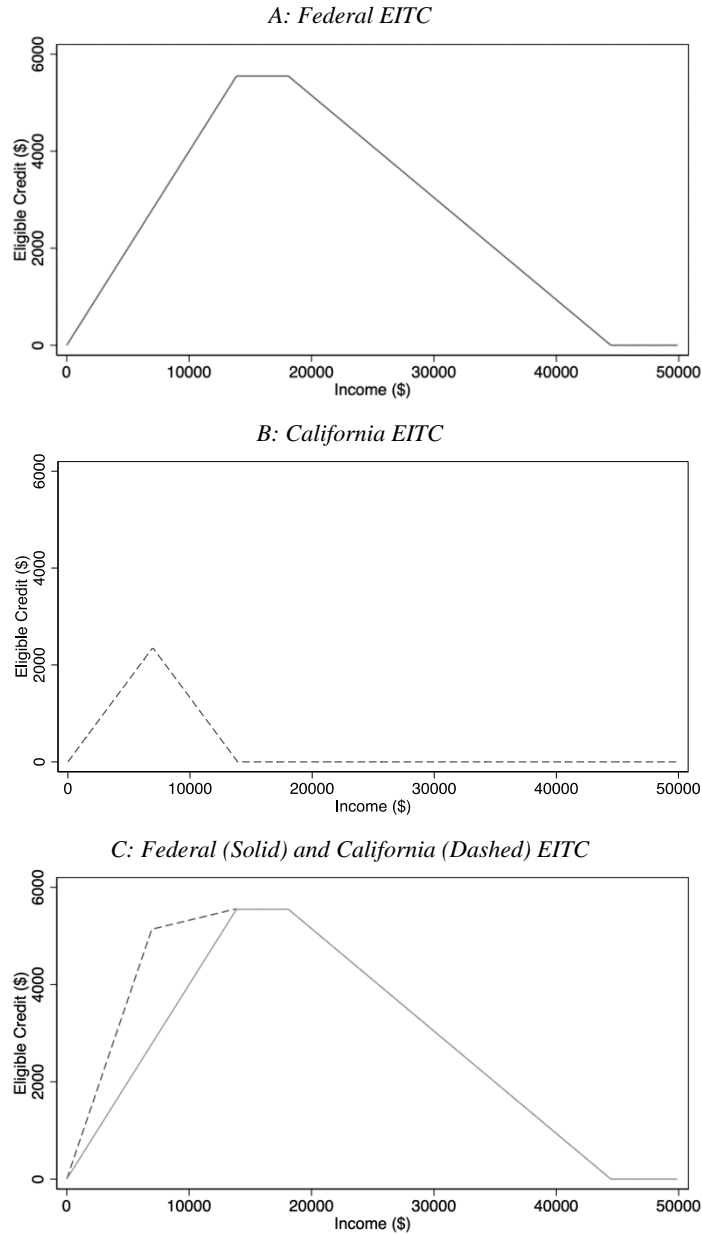 A: Federal EITC
6000
4000
2000
0
Eligible Credit ($)
0 10000 20000 30000 40000 50000
Income ($)
B: California EITC
6000
4000
2000
0
Eligible Credit ($)
0 10000 20000 30000 40000 50000
Income ($)
C: Federal (Solid) and California (Dashed) EITC
6000
4000
2000
0
Eligible Credit ($)
0 10000 20000 30000 40000 50000
Income ($)